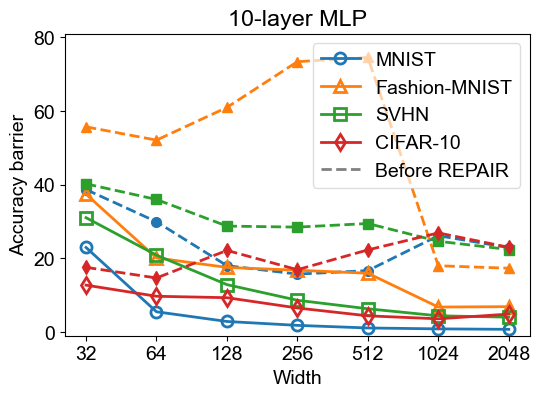 10-layer MLP
Accuracy barrier
80
60
40
20
0
MNIST
Fashion-MNIST
SVHN
CIFAR-10
Before REPAIR
32 64 128 256 512 1024 2048
Width